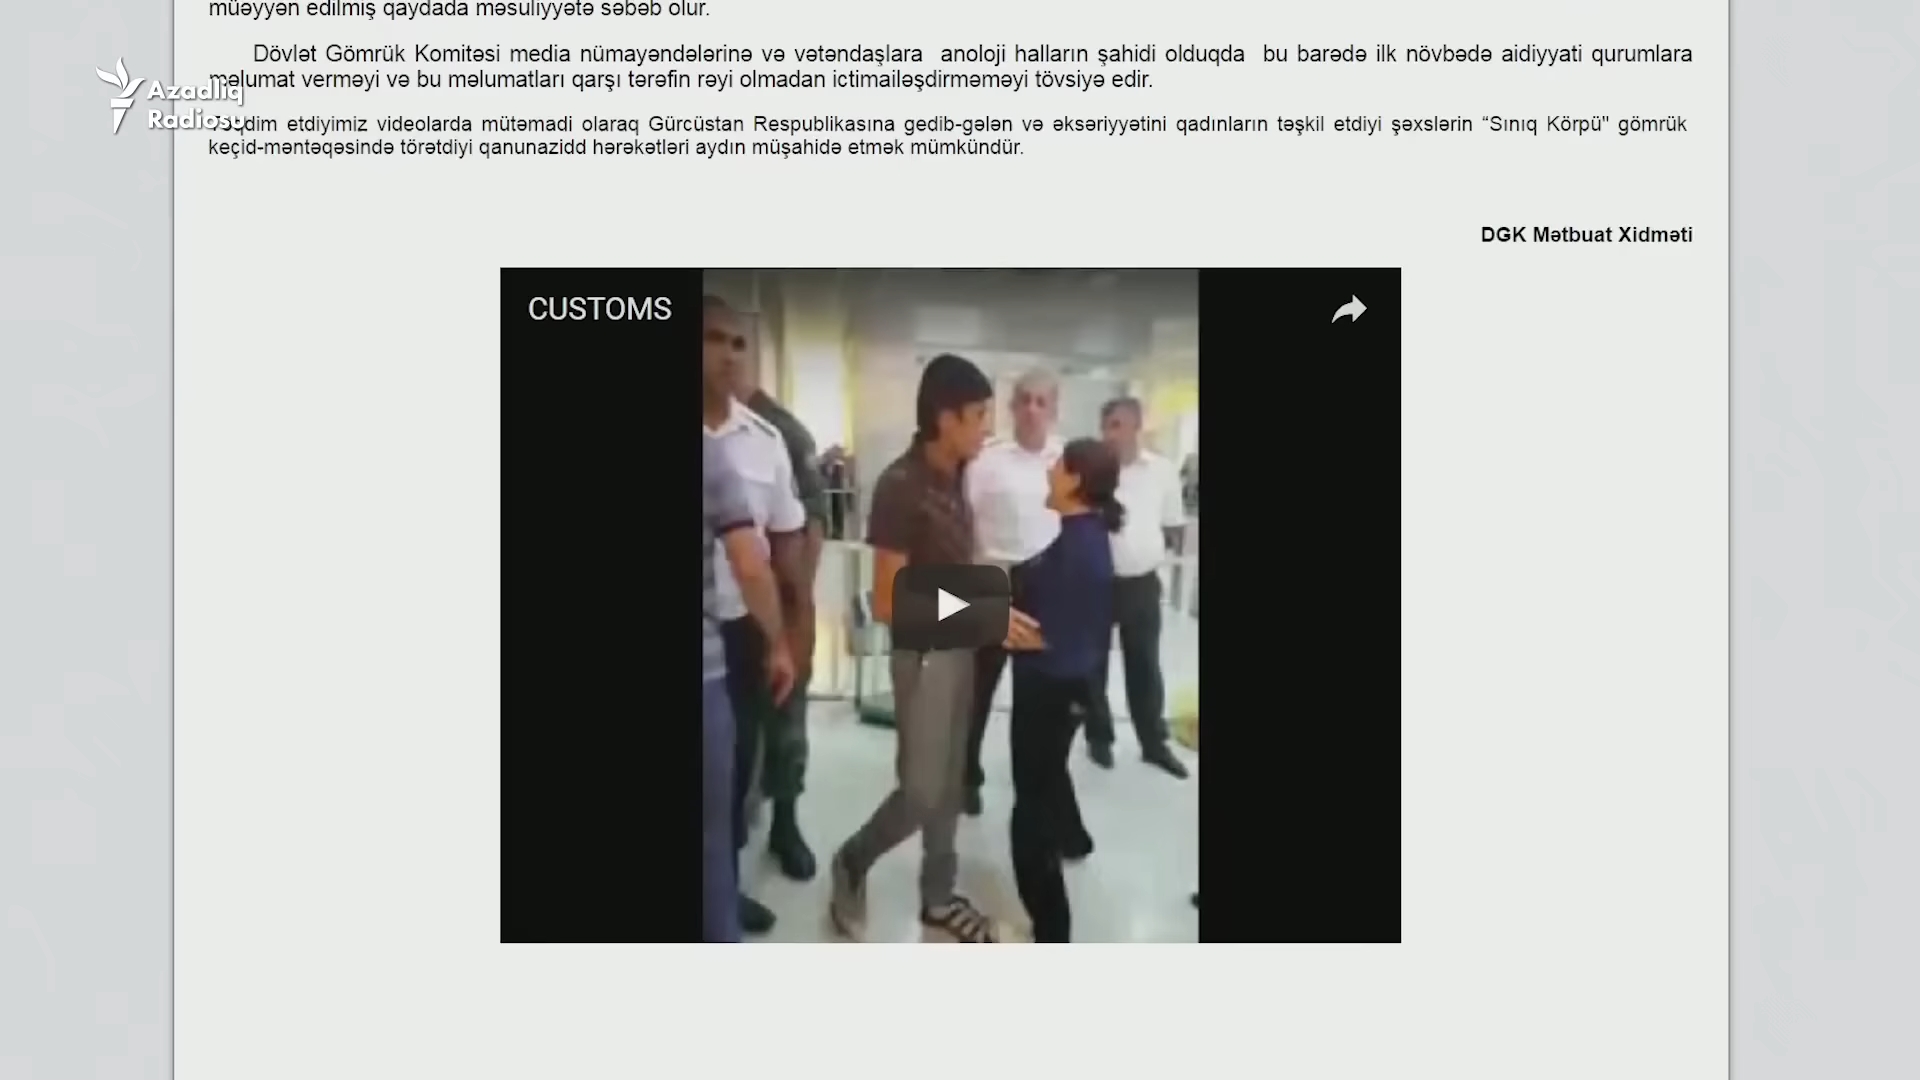 müəyyən edilmiş qaydada məsuliyyətə səbəb olur.
Dövlət Gömrük Komitəsi media nümayəndələrinə və vətəndaşlara anoloji halların şahidi olduqda bu barədə ilk növbədə aidiyyati qurumlara
məlumat verməyi və bu məlumatları qarşı tərəfin rəyi olmadan ictimailəşdirməməyi tövsiyə edir.
Azadlıq
Radiosu
Təqdim etdiyimiz videolarda mütəmadi olaraq Gürcüstan Respublikasına gedib-gələn və əksəriyyətini qadınların təşkil etdiyi şəxslərin “Sınıq Körpü" gömrük
keçid-məntəqəsində törətdiyi qanunazidd hərəkətləri aydın müşahidə etmək mümkündür.
DGK Mətbuat Xidməti
CUSTOMS